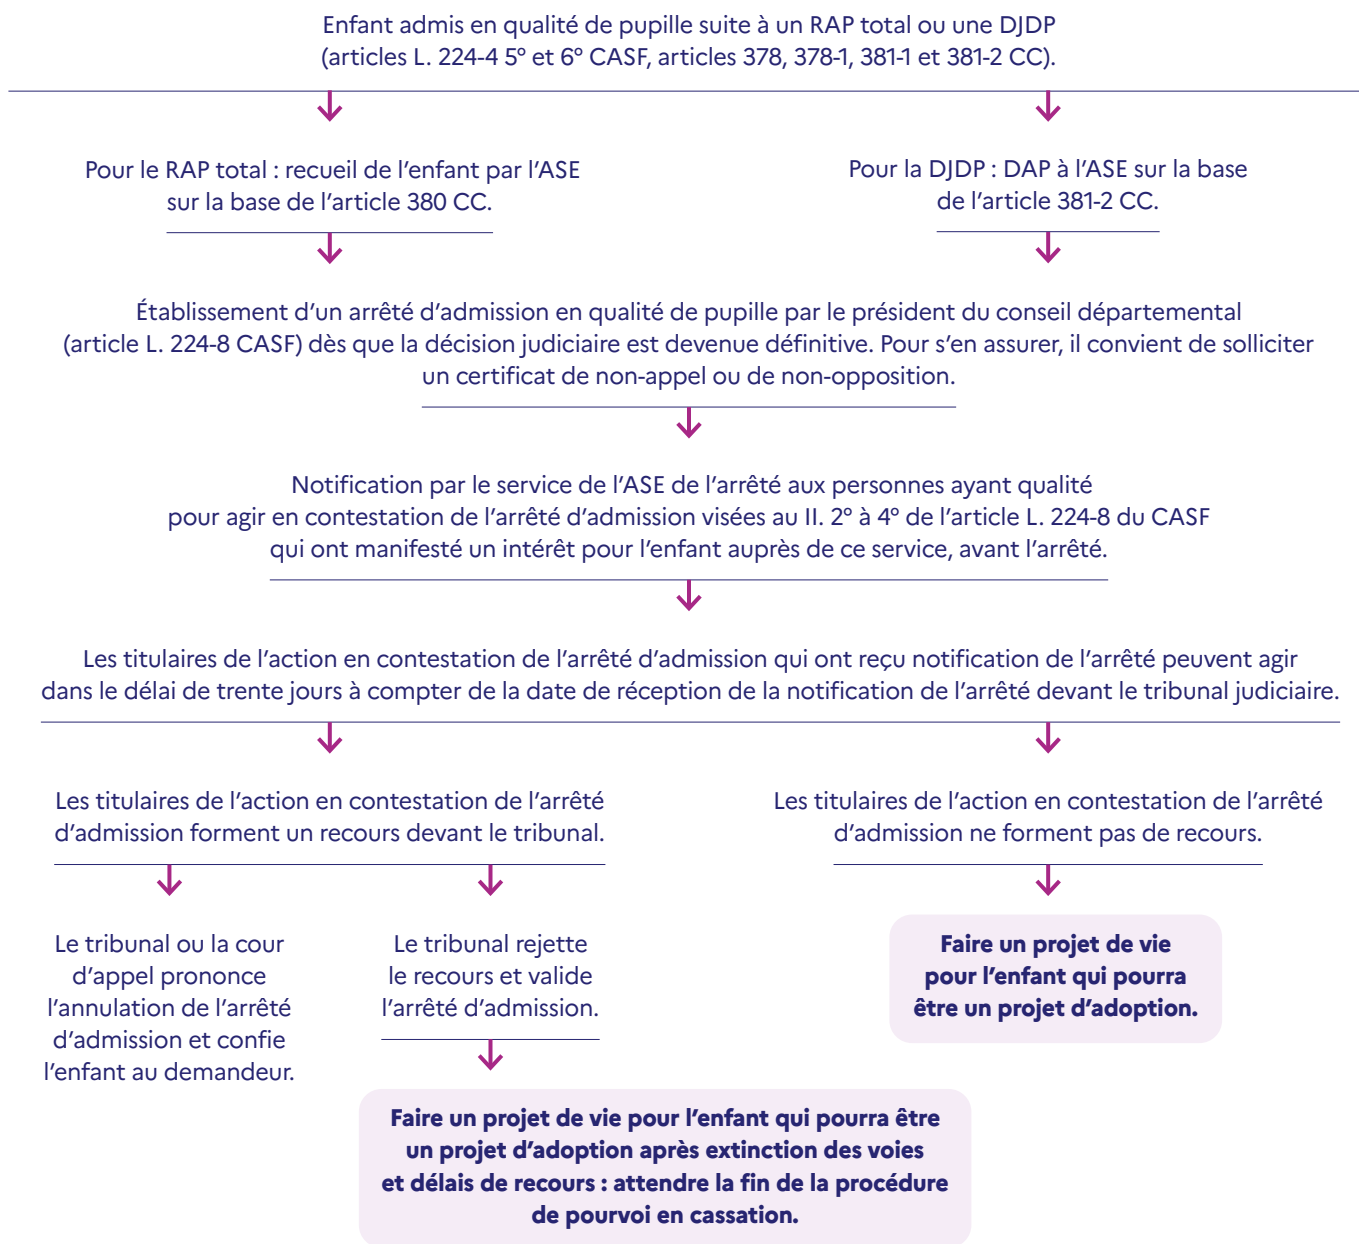 Enfant admis en qualité de pupille suite à un RAP total ou une DJDP
(articles L. 224-4 5° et 6° CASF, articles 378, 378-1, 381-1 et 381-2 CC).
Pour le RAP total : recueil de l'enfant par l'ASE
sur la base de l'article 380 CC.
Pour la DJDP : DAP à l'ASE sur la base
de l'article 381-2 CC.
Établissement d'un arrêté d'admission en qualité de pupille par le président du conseil départemental
(article L. 224-8 CASF) dès que la décision judiciaire est devenue définitive. Pour s'en assurer, il convient de solliciter
un certificat de non-appel ou de non-opposition.
Notification par le service de l'ASE de l'arrêté aux personnes ayant qualité
pour agir en contestation de l'arrêté d'admission visées au II. 2° à 4° de l'article L. 224-8 du CASF
qui ont manifesté un intérêt pour l'enfant auprès de ce service, avant l'arrêté.
Les titulaires de l'action en contestation de l'arrêté d'admission qui ont reçu notification de l'arrêté peuvent agir
dans le délai de trente jours à compter de la date de réception de la notification de l'arrêté devant le tribunal judiciaire.
Les titulaires de l'action en contestation de l'arrêté
d'admission forment un recours devant le tribunal.
Les titulaires de l'action en contestation de l'arrêté
d'admission ne forment pas de recours.
Le tribunal ou la cour
d'appel prononce
l'annulation de l'arrêté
d'admission et confie
l'enfant au demandeur.
Le tribunal rejette
le recours et valide
l'arrêté d'admission.
Faire un projet de vie
pour l'enfant qui pourra
être un projet d'adoption.
Faire un projet de vie pour l'enfant qui pourra être
un projet d'adoption après extinction des voies
et délais de recours : attendre la fin de la procédure
de pourvoi en cassation.